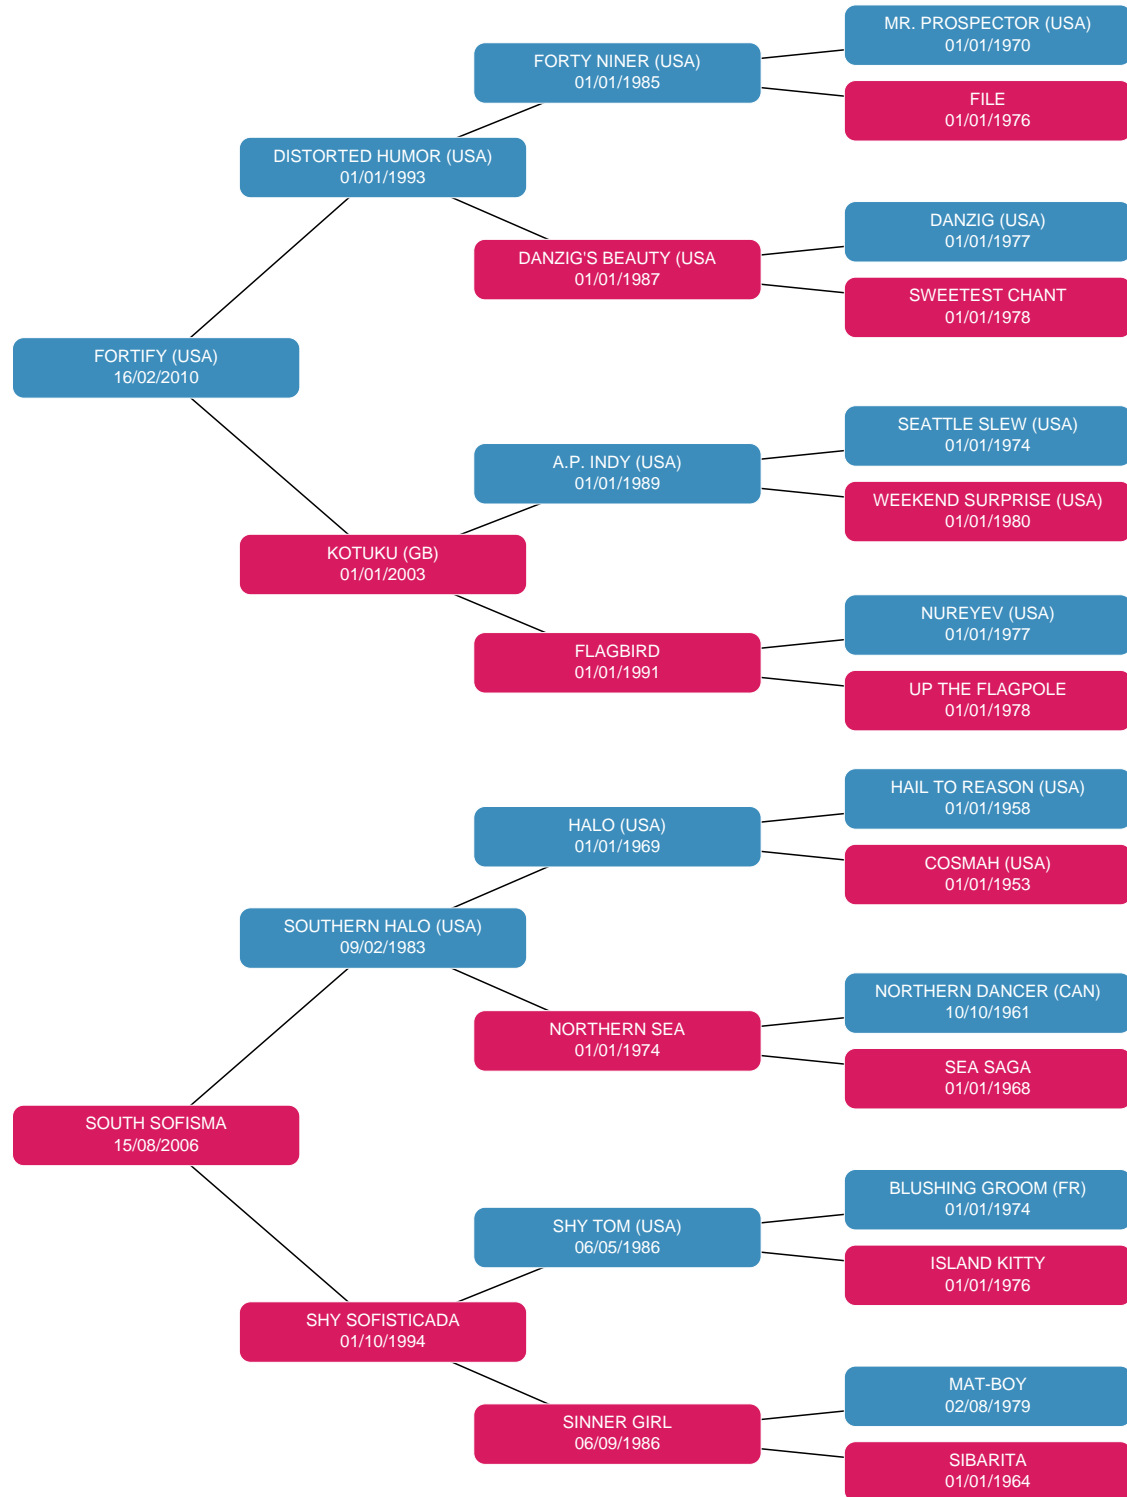 MR. PROSPECTOR (USA)
01/01/1970
FORTY NINER (USA)
01/01/1985
FILE
01/01/1976
DISTORTED HUMOR (USA)
01/01/1993
DANZIG (USA)
01/01/1977
DANZIG'S BEAUTY (USA
01/01/1987
SWEETEST CHANT
01/01/1978
FORTIFY (USA)
16/02/2010
SEATTLE SLEW (USA)
01/01/1974
A.P. INDY (USA)
01/01/1989
WEEKEND SURPRISE (USA)
01/01/1980
KOTUKU (GB)
01/01/2003
NUREYEV (USA)
01/01/1977
FLAGBIRD
01/01/1991
UP THE FLAGPOLE
01/01/1978
HAIL TO REASON (USA)
01/01/1958
HALO (USA)
01/01/1969
COSMAH (USA)
01/01/1953
SOUTHERN HALO (USA)
09/02/1983
NORTHERN DANCER (CAN)
10/10/1961
NORTHERN SEA
01/01/1974
SEA SAGA
01/01/1968
SOUTH SOFISMA
15/08/2006
BLUSHING GROOM (FR)
01/01/1974
SHY TOM (USA)
06/05/1986
ISLAND KITTY
01/01/1976
SHY SOFISTICADA
01/10/1994
MAT-BOY
02/08/1979
SINNER GIRL
06/09/1986
SIBARITA
01/01/1964